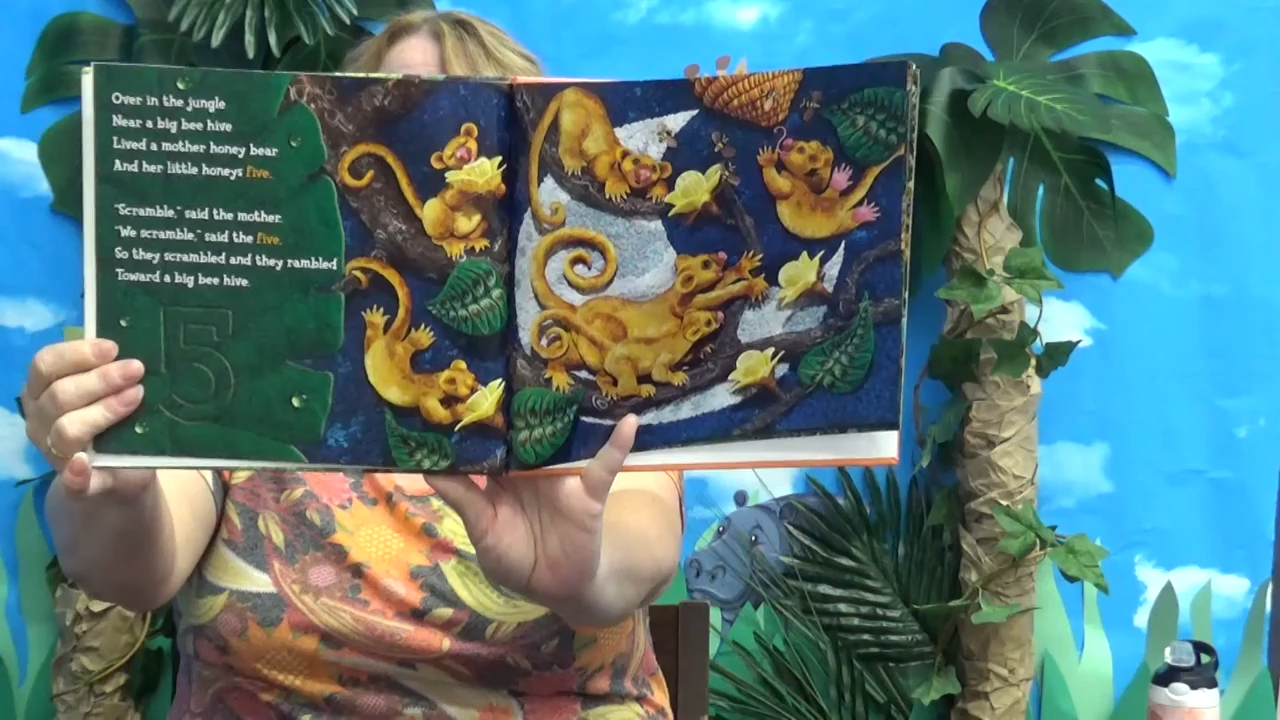 Over in the jungle
Near a big bee hive
Lived a mother honey bear
And her little honeys five.
"Scramble," said the mother.
"We scramble," said the five.
So they scrambled and they rambled
Toward a big bee hive.
5